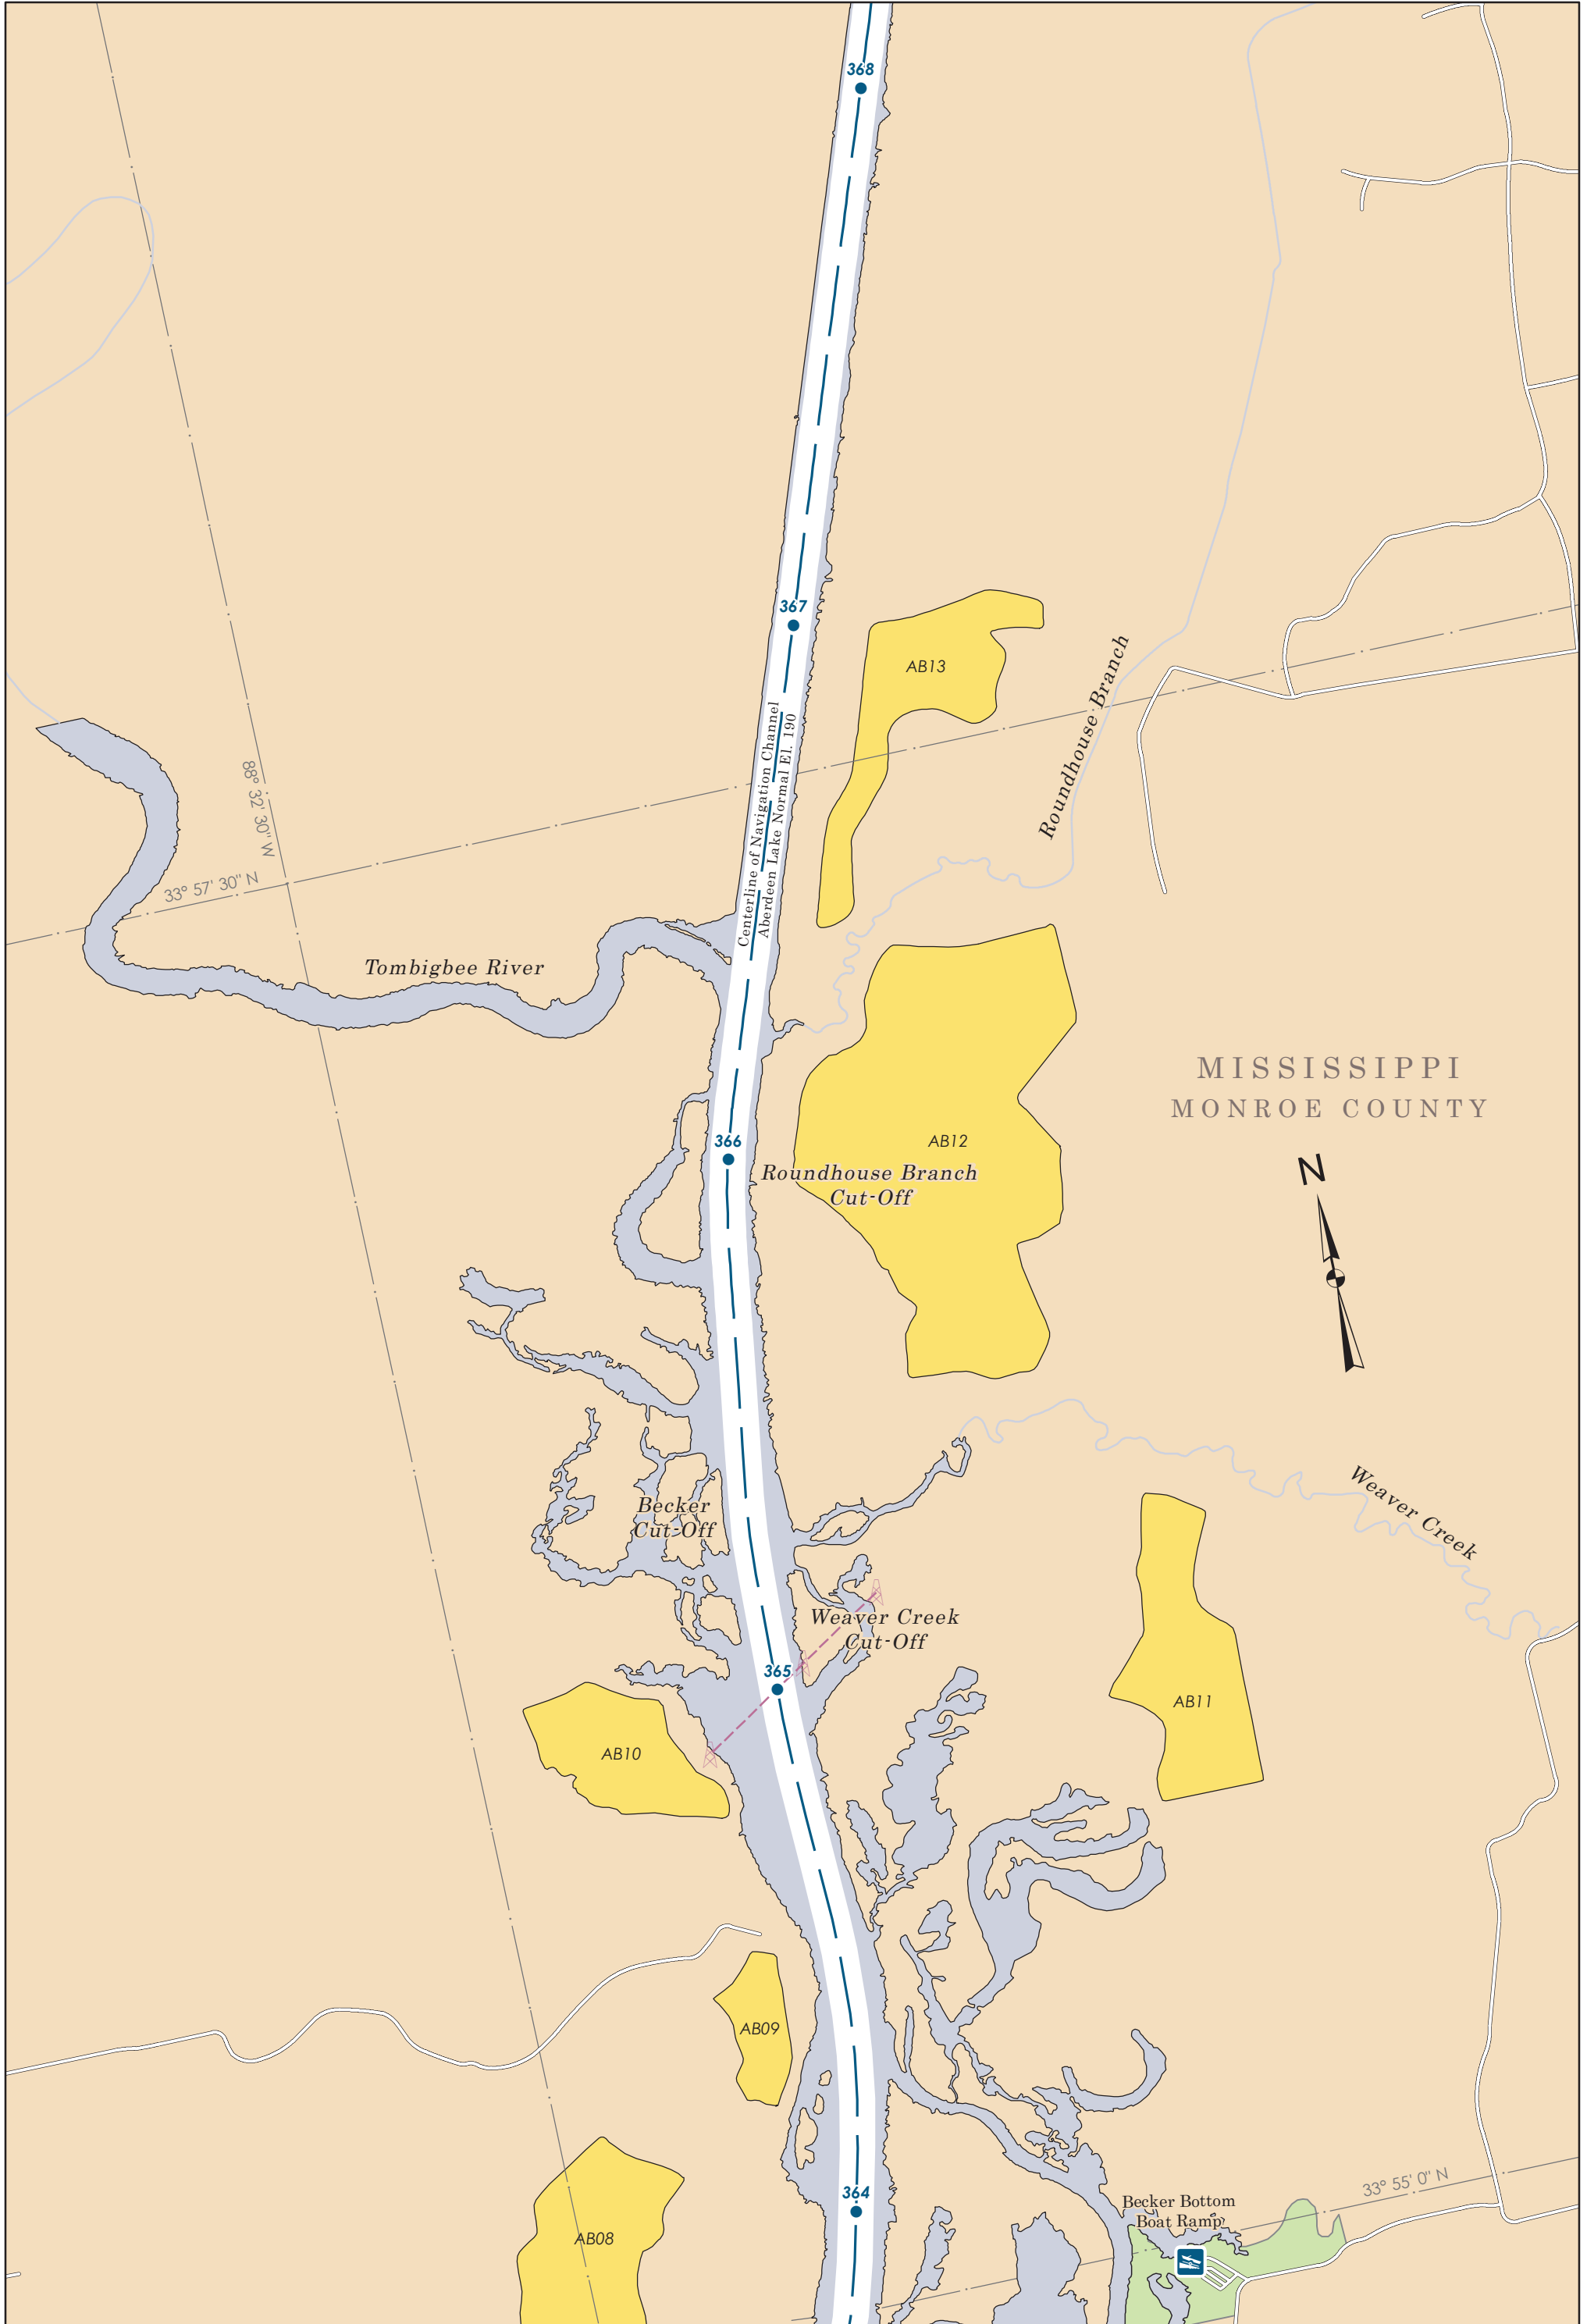 368
367
AB13
Roundhouse Branch
Centerline of Navigation Channel
Aberdeen Lake Normal El. 190
88° 32' 30" W
33° 57' 30" N
Tombigbee River
MISSISSIPPI
MONROE COUNTY
AB12
366
Roundhouse Branch
Cut-Off
N
Becker
Cut-Off
Weaver Creek
Weaver Creek
Cut-Off
365
AB11
AB10
AB09
33° 55' 0" N
364
Becker Bottom
Boat Ramp
AB08